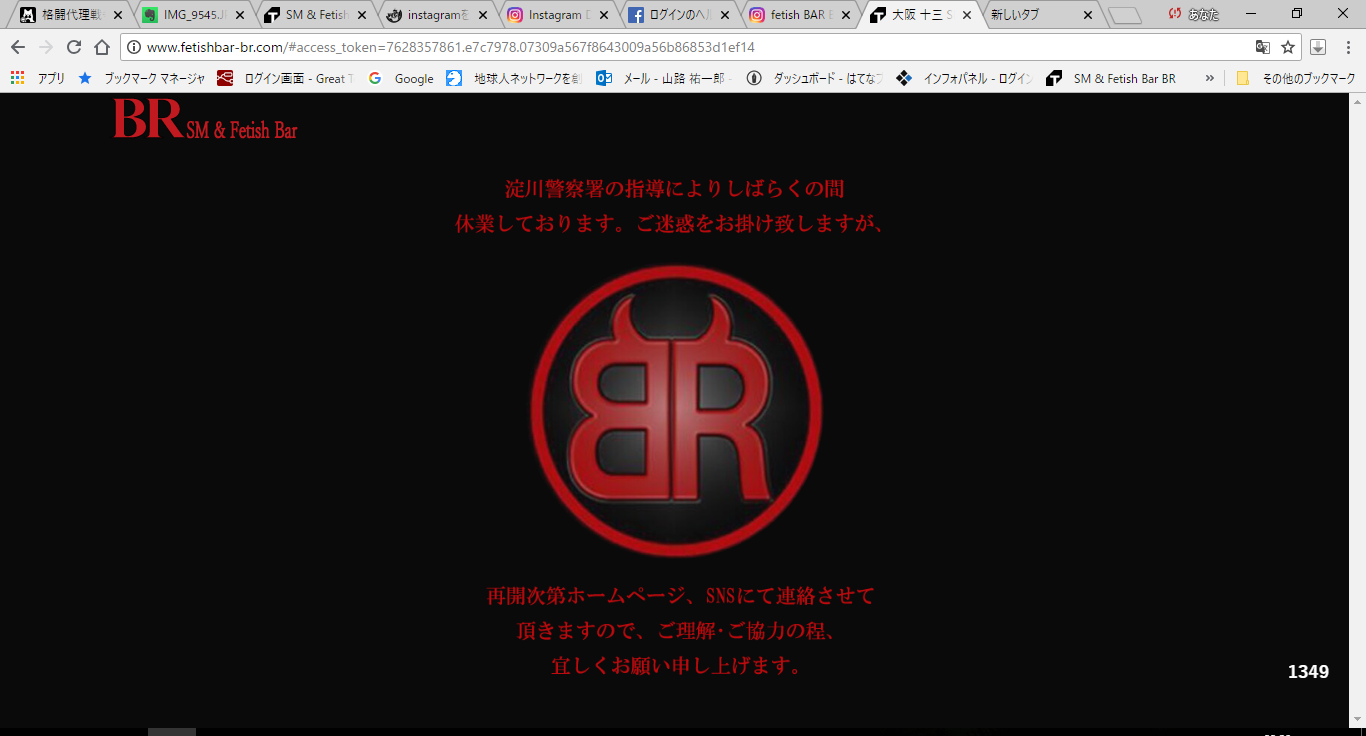 格闘代理戦
IMG_9545.J
SM & Fetish
instagramを
Instagram D
ログインのヘル
fetish BAR B
大阪 十三 S
新しいタブ
あなた
www.fetishbar-br.com/#access_token=7628357861.e7c7978.07309a567f8643009a56b86853d1ef14
アプリ
ブックマーク マネージャ
ログイン画面 - Great T
Google
地球人ネットワークを創
メール - 山路 祐一郎 -
ダッシュボード - はてなブ
インフォパネル - ログイン
SM & Fetish Bar BR
»
その他のブックマーク
BR SM & Fetish Bar
淀川警察署の指導によりしばらくの間
休業しております。ご迷惑をお掛け致しますが、
BR
再開次第ホームページ、SNSにて連絡させて
頂きますので、ご理解･ご協力の程、
宜しくお願い申し上げます。
1349